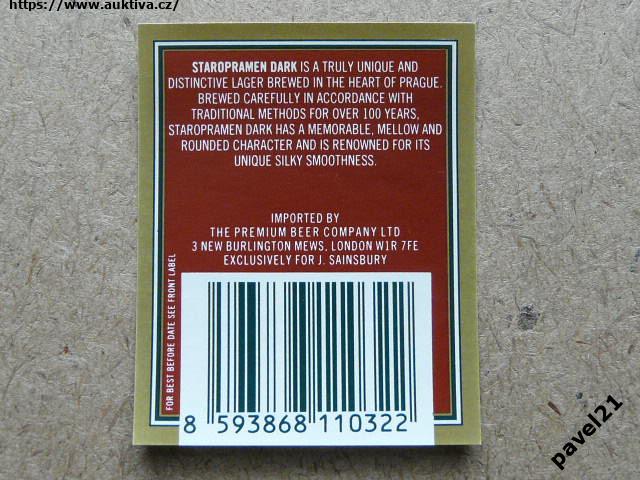 https://www.auktiva.cz/
STAROPRAMEN DARK IS A TRULY UNIQUE AND
DISTINCTIVE LAGER BREWED IN THE HEART OF PRAGUE.
BREWED CAREFULLY IN ACCORDANCE WITH
TRADITIONAL METHODS FOR OVER 100 YEARS,
STAROPRAMEN DARK HAS A MEMORABLE, MELLOW AND
ROUNDED CHARACTER AND IS RENOWNED FOR ITS
UNIQUE SILKY SMOOTHNESS.
IMPORTED BY
THE PREMIUM BEER COMPANY LTD
3 NEW BURLINGTON MEWS, LONDON W1R 7FE
EXCLUSIVELY FOR J. SAINSBURY
FOR BEST BEFORE DATE SEE FRONT LABEL
8 593868 110322
pavel21